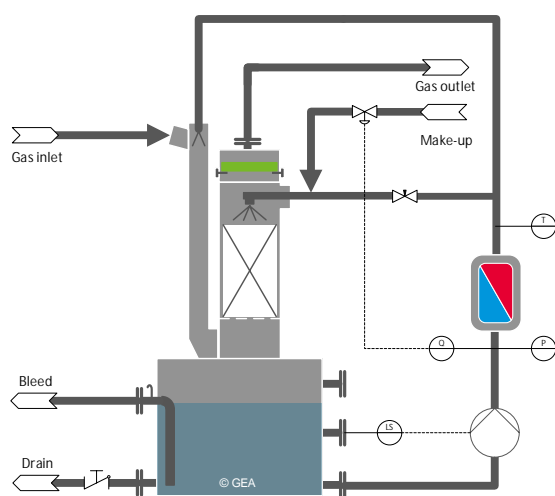 Gas outlet
Make-up
Gas inlet
T
Q
P
Bleed
LS
Drain
© GEA